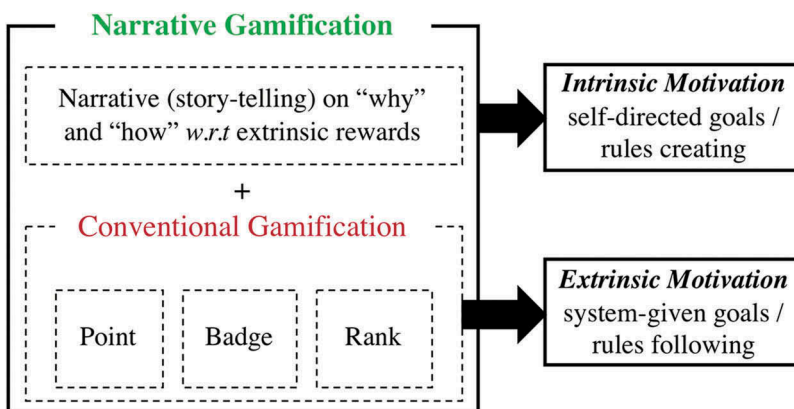 Narrative Gamification
Narrative (story-telling) on “why”
and “how” w.r.t extrinsic rewards
+
Conventional Gamification
Point
Badge
Rank
Intrinsic Motivation
self-directed goals /
rules creating
Extrinsic Motivation
system-given goals /
rules following